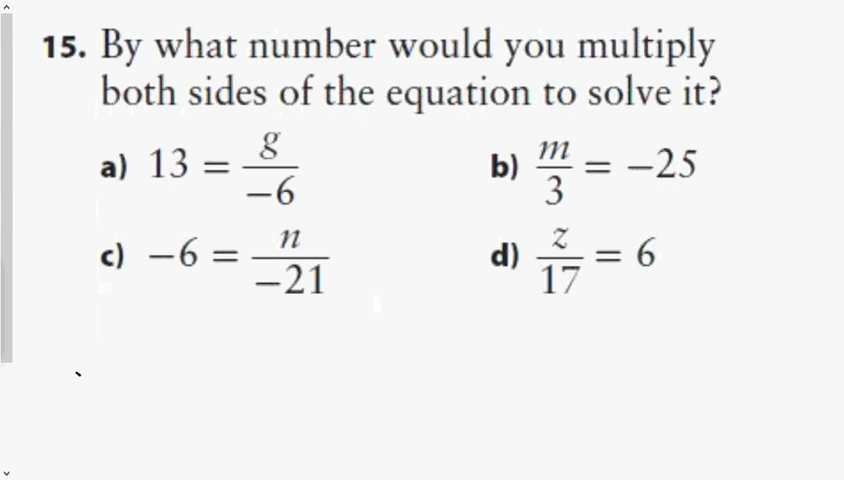 15. By what number would you multiply
both sides of the equation to solve it?
a) 13 = g/−6    b) m/3 = −25
c) −6 = n/−21    d) z/17 = 6